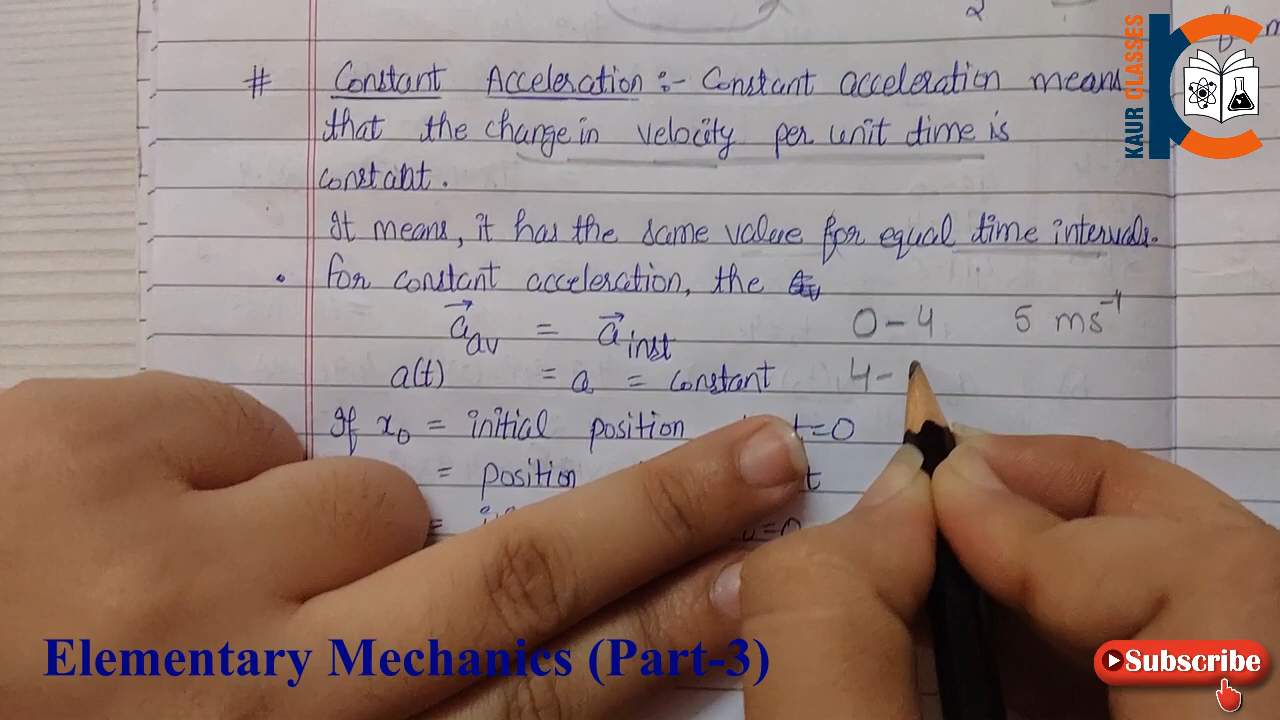 2
# Constant Acceleration :- Constant acceleration means
that the change in velocity per unit time is
constant.
It means, it has the same value for equal time intervals.
• for constant acceleration, the
a⃗av = a⃗inst
0 - 4 5 ms⁻¹
a(t) = a = constant
4 -
If x₀ = initial position t=0
= position t
=
KAUR CLASSES
Elementary Mechanics (Part-3)
Subscribe